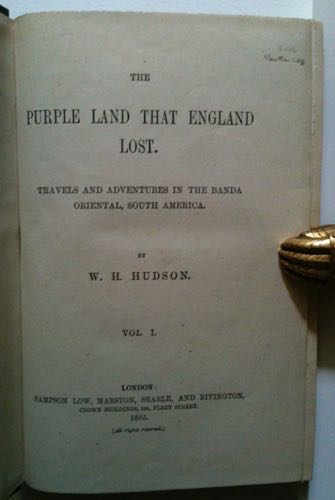 THE
PURPLE LAND THAT ENGLAND
LOST.
TRAVELS AND ADVENTURES IN THE BANDA
ORIENTAL, SOUTH AMERICA.
BY
W. H. HUDSON.
VOL. I.
LONDON:
SAMPSON LOW, MARSTON, SEARLE, AND RIVINGTON,
CROWN BUILDINGS, 188, FLEET STREET.
1885.
(All rights reserved.)